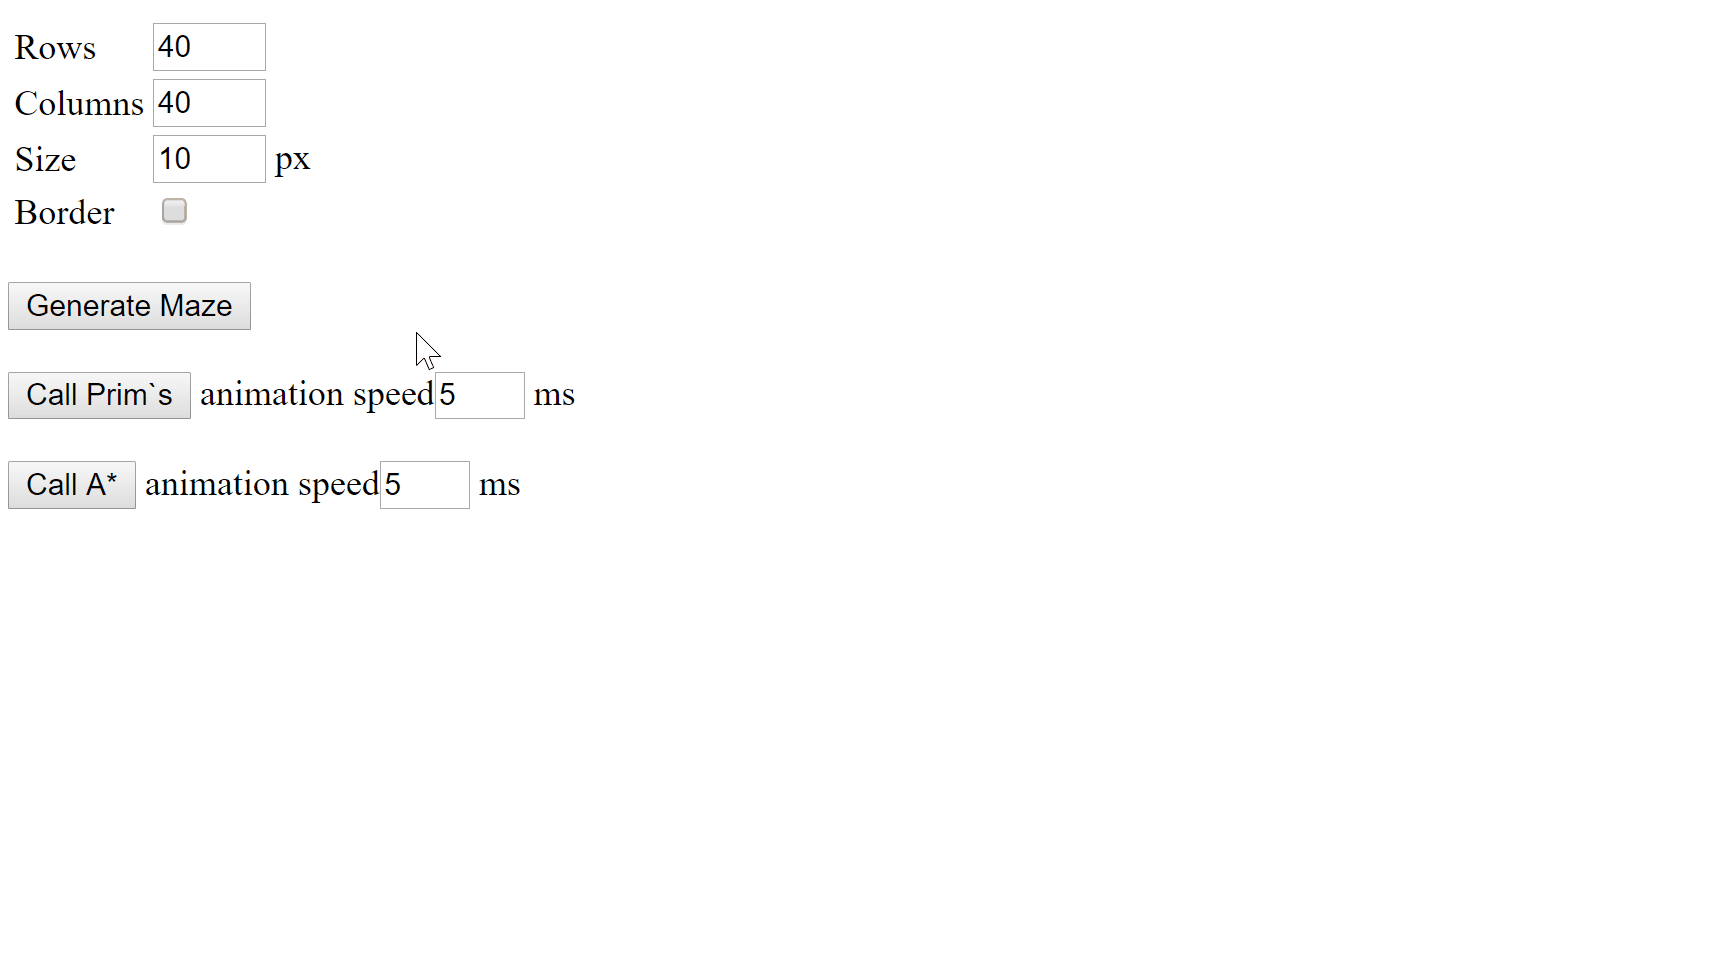 Rows 40
Columns 40
Size 10 px
Border
Generate Maze
Call Prim`s animation speed 5 ms
Call A* animation speed 5 ms